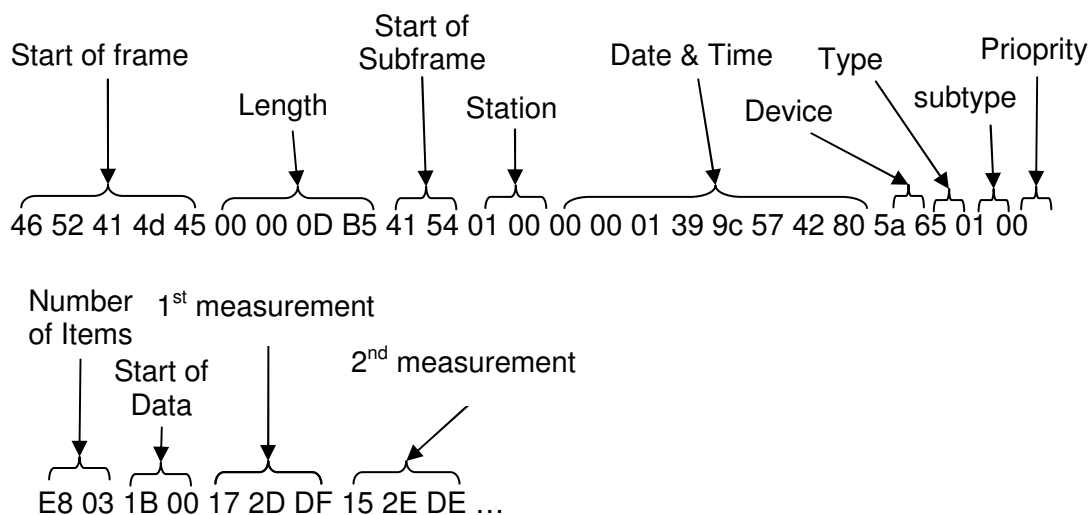 Start of frame
Length
Start of
Subframe
Station
Date & Time
Device
Type
subtype
Prioprity
46 52 41 4d 45 00 00 0D B5 41 54 01 00 00 00 01 39 9c 57 42 80 5a 65 01 00
Number
of Items
Start of
Data
1st measurement
2nd measurement
E8 03 1B 00 17 2D DF 15 2E DE ...